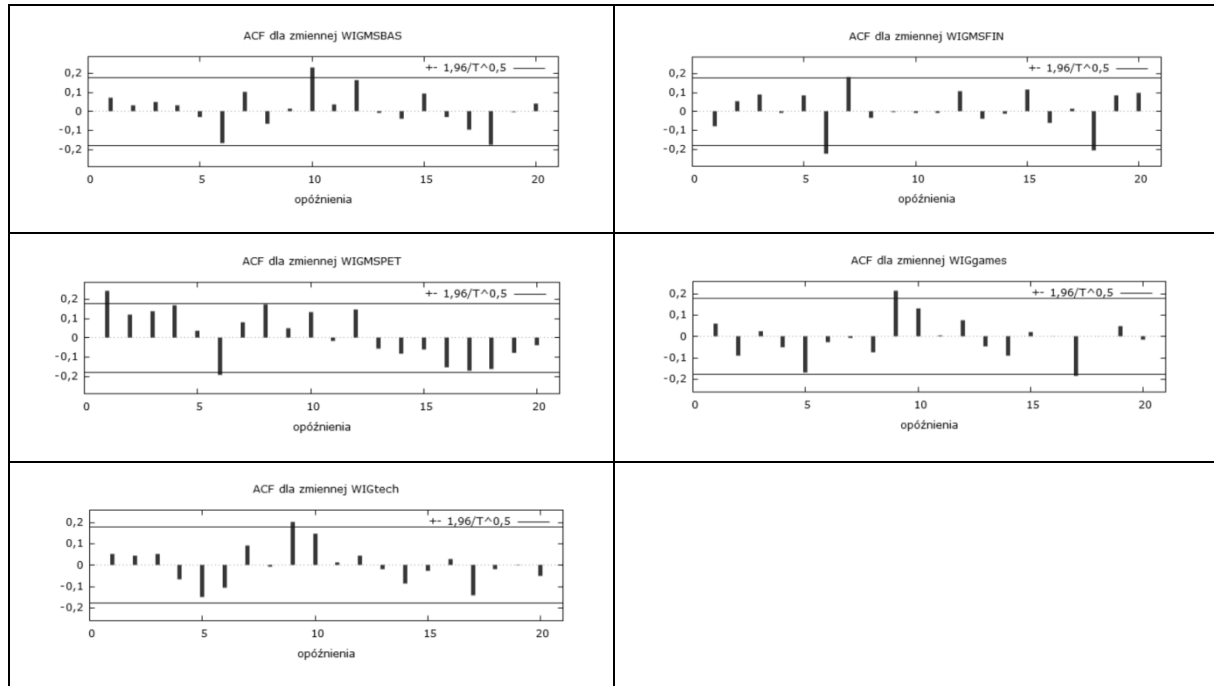 ACF dla zmiennej WIGMSBAS
+- 1,96/T^0,5
0,2
0,1
0
-0,1
-0,2
0 5 10 15 20
opóźnienia
ACF dla zmiennej WIGMSFIN
+- 1,96/T^0,5
0,2
0,1
0
-0,1
-0,2
0 5 10 15 20
opóźnienia
ACF dla zmiennej WIGMSPET
+- 1,96/T^0,5
0,2
0,1
0
-0,1
-0,2
0 5 10 15 20
opóźnienia
ACF dla zmiennej WIGgames
+- 1,96/T^0,5
0,2
0,1
0
-0,1
-0,2
0 5 10 15 20
opóźnienia
ACF dla zmiennej WIGtech
+- 1,96/T^0,5
0,2
0,1
0
-0,1
-0,2
0 5 10 15 20
opóźnienia